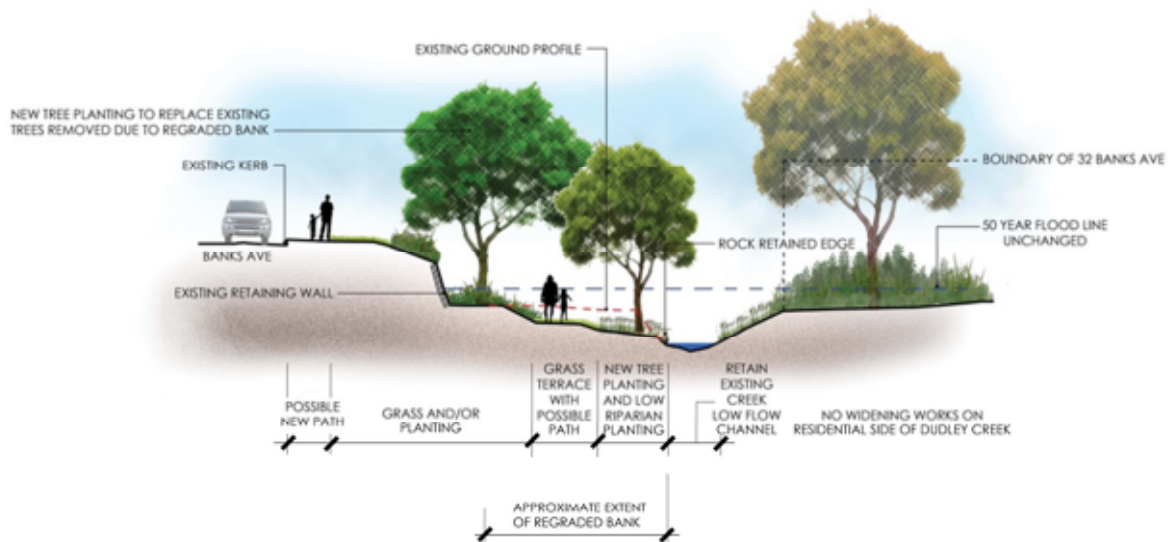 EXISTING GROUND PROFILE
NEW TREE PLANTING TO REPLACE EXISTING
TREES REMOVED DUE TO REGRADED BANK
EXISTING KERB
BOUNDARY OF 32 BANKS AVE
50 YEAR FLOOD LINE
UNCHANGED
ROCK RETAINED EDGE
BANKS AVE
EXISTING RETAINING WALL
POSSIBLE
NEW PATH
GRASS AND/OR
PLANTING
GRASS
TERRACE
WITH
POSSIBLE
PATH
NEW TREE
PLANTING
AND LOW
RIPARIAN
PLANTING
RETAIN
EXISTING
CREEK
LOW FLOW
CHANNEL
NO WIDENING WORKS ON
RESIDENTIAL SIDE OF DUDLEY CREEK
APPROXIMATE EXTENT
OF REGRADED BANK